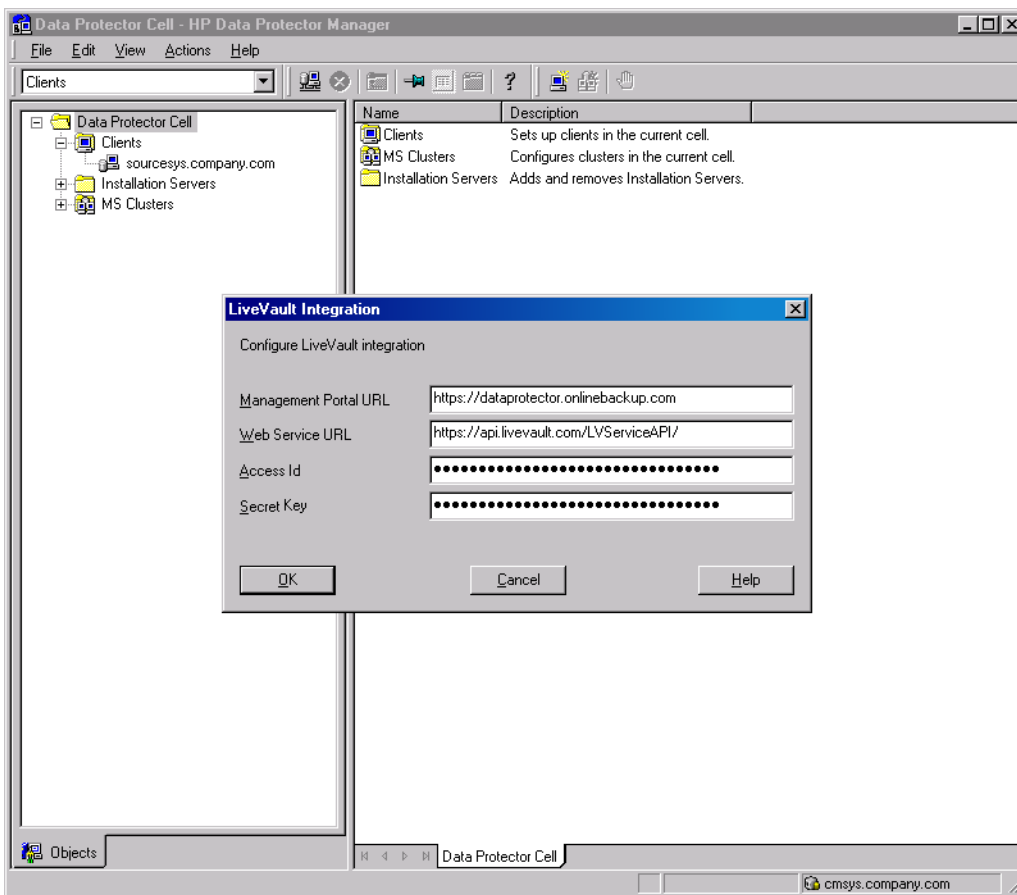 Data Protector Cell - HP Data Protector Manager
File Edit View Actions Help
Clients
Data Protector Cell
Clients
sourcesys.company.com
Installation Servers
MS Clusters
Name Description
Clients Sets up clients in the current cell.
MS Clusters Configures clusters in the current cell.
Installation Servers Adds and removes Installation Servers.
LiveVault Integration
Configure LiveVault integration
Management Portal URL https://dataprotector.onlinebackup.com
Web Service URL https://api.livevault.com/LVServiceAPI/
Access Id ••••••••••••••••••••••••••••••••
Secret Key ••••••••••••••••••••••••••••••••
OK Cancel Help
Objects
Data Protector Cell
cmsys.company.com